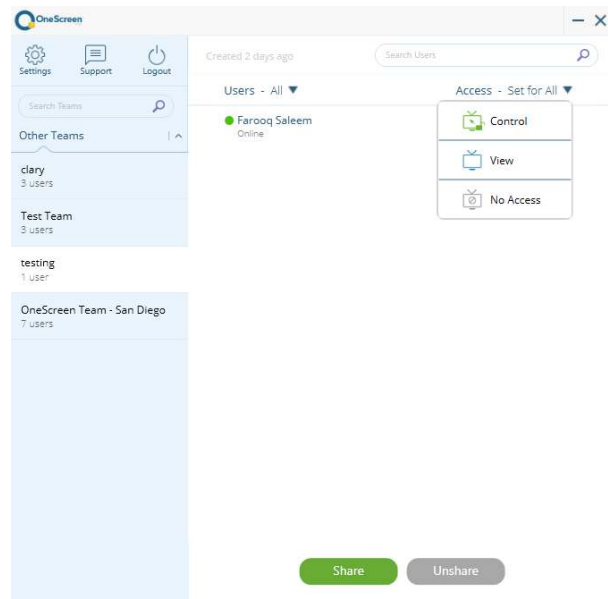 OneScreen
Settings Support Logout
Search Teams
Other Teams
clary
3 users
Test Team
3 users
testing
1 user
OneScreen Team - San Diego
7 users
Created 2 days ago
Search Users
Users - All
Access - Set for All
Farooq Saleem
Online
Control
View
No Access
Share
Unshare